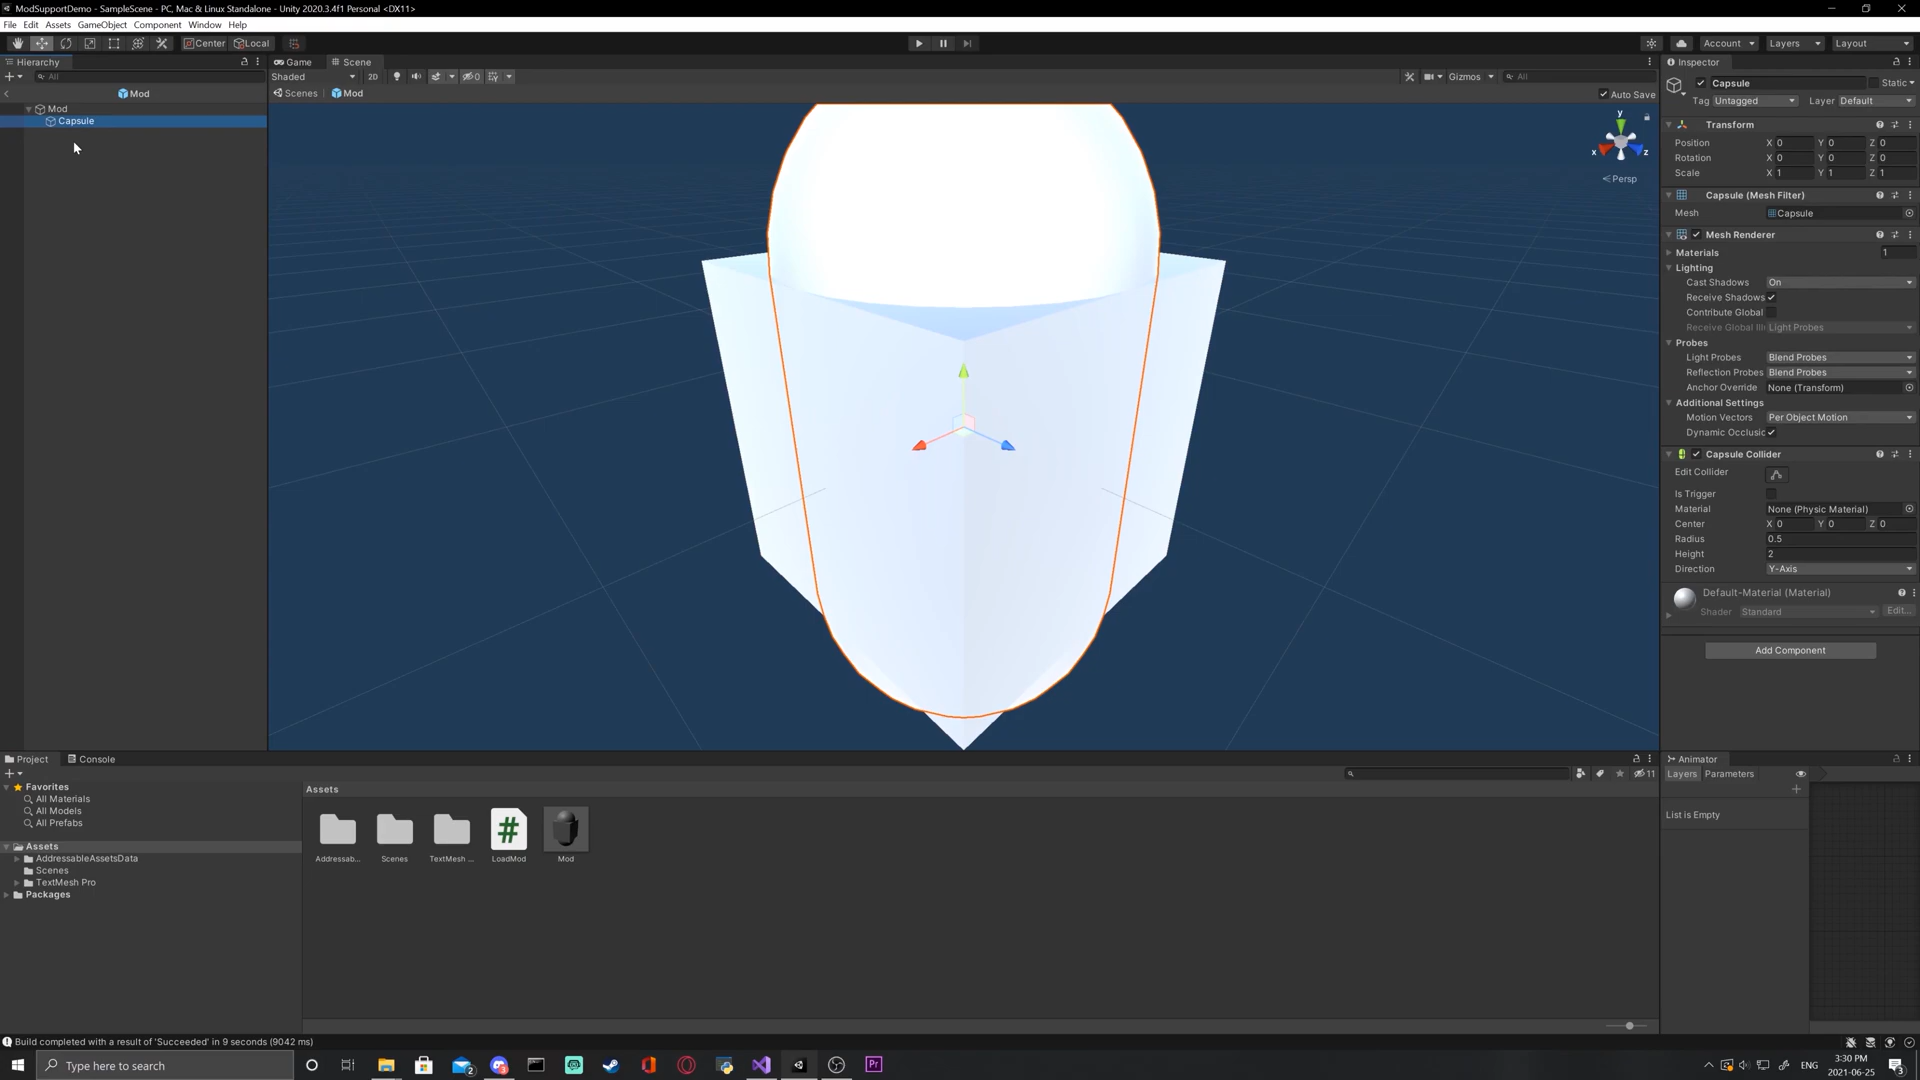 ModSupportDemo - SampleScene - PC, Mac & Linux Standalone - Unity 2020.3.4f1 Personal <DX11>
File Edit Assets GameObject Component Window Help
Center Local Account Layers Layout
Hierarchy
All
Mod
Mod
Capsule
Game Scene
Shaded 2D 0 Gizmos All
Scenes Mod Auto Save
y
x z
Persp
Inspector
Capsule Static
Tag Untagged Layer Default
Transform
Position X 0 Y 0 Z 0
Rotation X 0 Y 0 Z 0
Scale X 1 Y 1 Z 1
Capsule (Mesh Filter)
Mesh Capsule
Mesh Renderer
Materials 1
Lighting
Cast Shadows On
Receive Shadows
Contribute Global
Receive Global Ill Light Probes
Probes
Light Probes Blend Probes
Reflection Probes Blend Probes
Anchor Override None (Transform)
Additional Settings
Motion Vectors Per Object Motion
Dynamic Occlusic
Capsule Collider
Edit Collider
Is Trigger
Material None (Physic Material)
Center X 0 Y 0 Z 0
Radius 0.5
Height 2
Direction Y-Axis
Default-Material (Material)
Shader Standard Edit...
Add Component
Project Console
11
Favorites
All Materials
All Models
All Prefabs
Assets
AddressableAssetsData
Scenes
TextMesh Pro
Packages
Assets
#
Addressab... Scenes TextMesh ... LoadMod Mod
Animator
Layers Parameters
List is Empty
Build completed with a result of 'Succeeded' in 9 seconds (9042 ms)
Type here to search
2
Pr
ENG
3:30 PM
2021-06-25
3